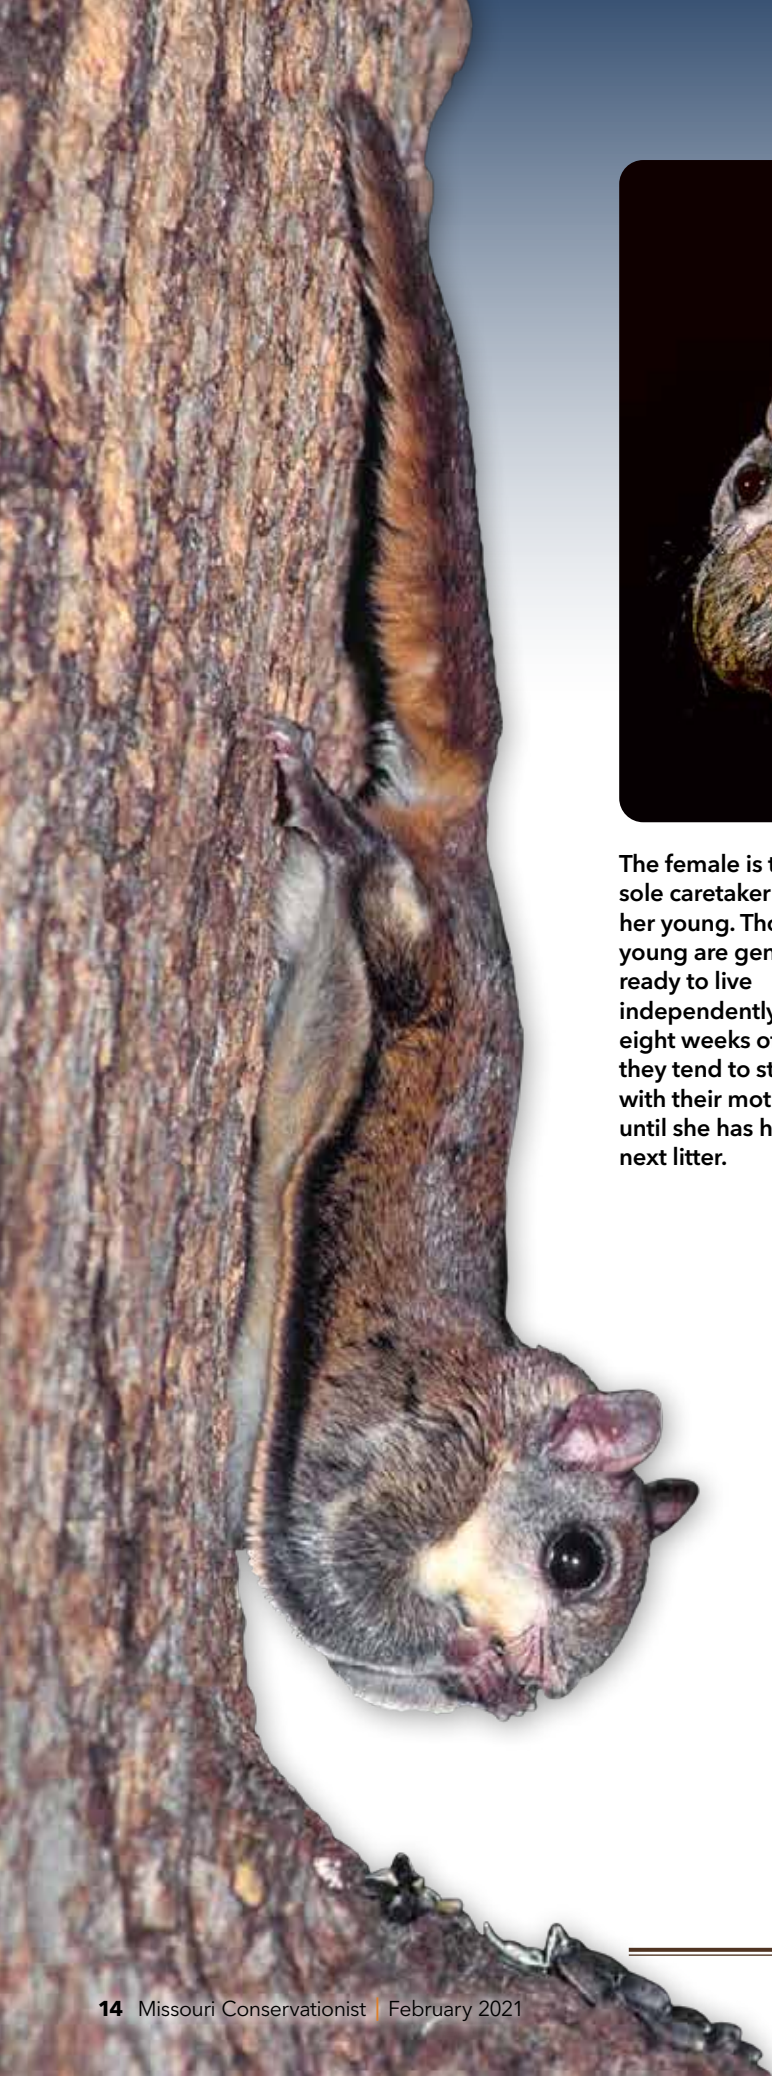 The female is
sole caretaker
her young.
young are
ready to live
independently
eight weeks
they tend to
with their
until she has
next litter.
14 Missouri Conservationist | February 2021